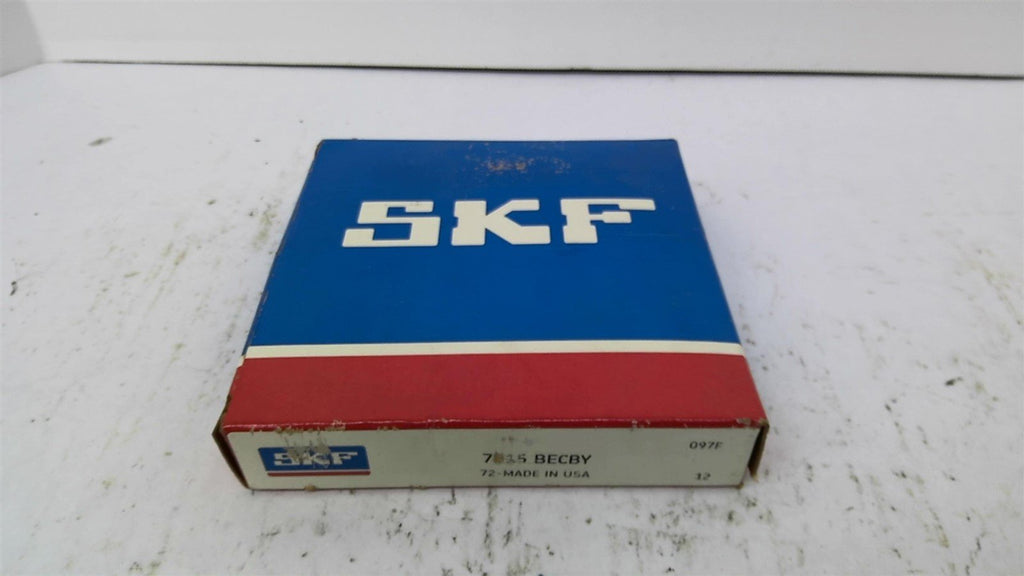 SKF
SKF
BECBY
72-MADE IN USA
097F
12